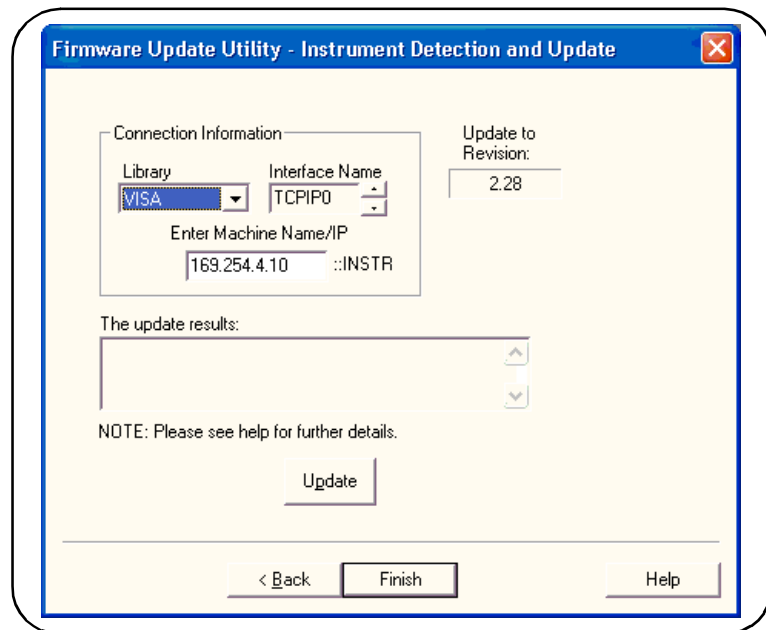 Firmware Update Utility - Instrument Detection and Update
Connection Information
Library
Interface Name
VISA
TCPIP0
Enter Machine Name/IP
169.254.4.10
::INSTR
Update to
Revision:
2.28
The update results:
NOTE: Please see help for further details.
Update
< Back
Finish
Help